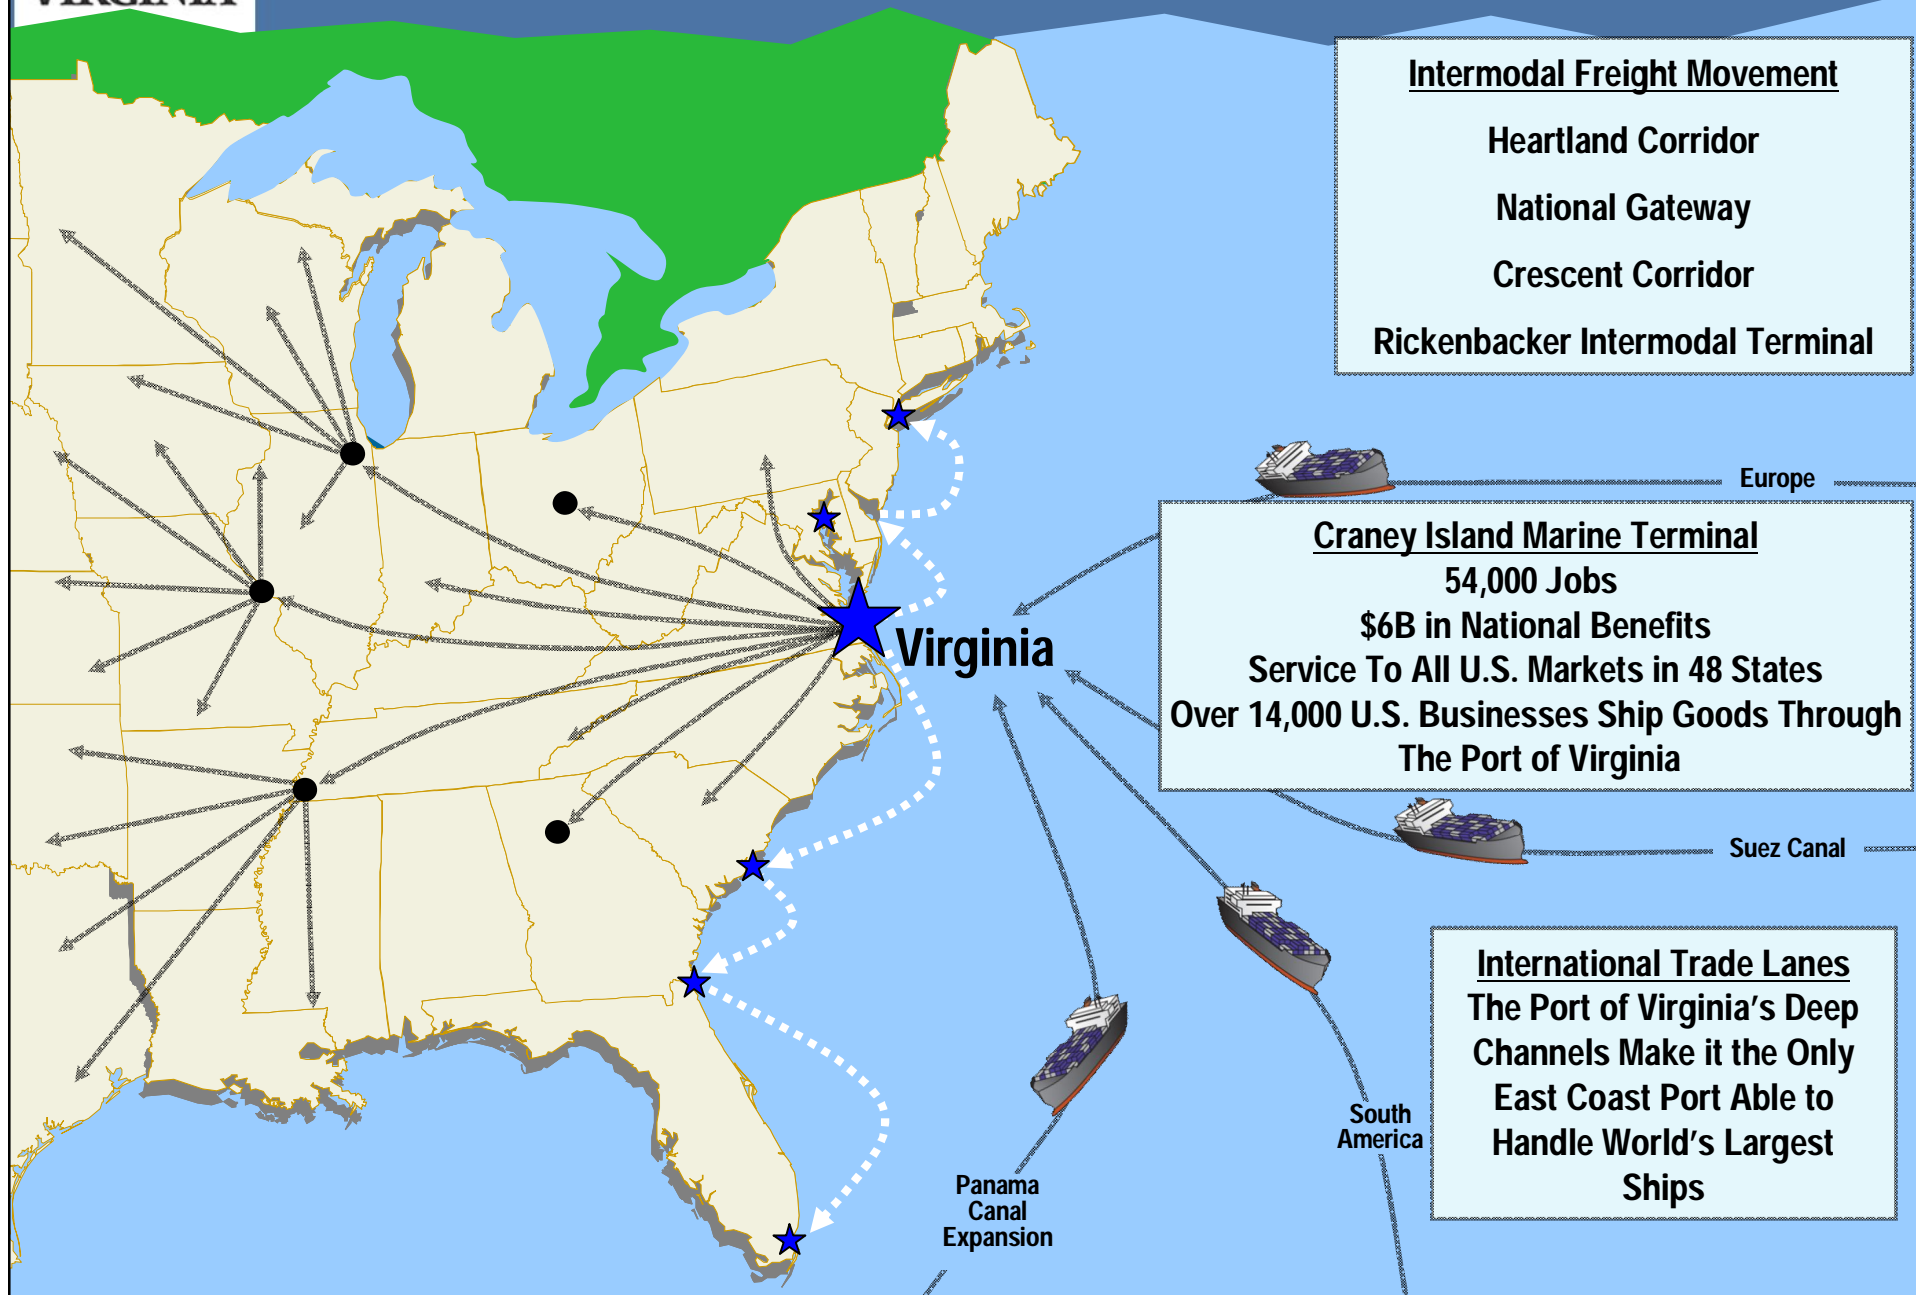 VIRGINIA
Intermodal Freight Movement
Heartland Corridor
National Gateway
Crescent Corridor
Rickenbacker Intermodal Terminal
Europe
Craney Island Marine Terminal
54,000 Jobs
$6B in National Benefits
Service To All U.S. Markets in 48 States
Over 14,000 U.S. Businesses Ship Goods Through
The Port of Virginia
Virginia
Suez Canal
International Trade Lanes
The Port of Virginia's Deep
Channels Make it the Only
East Coast Port Able to
Handle World's Largest
Ships
South
America
Panama
Canal
Expansion